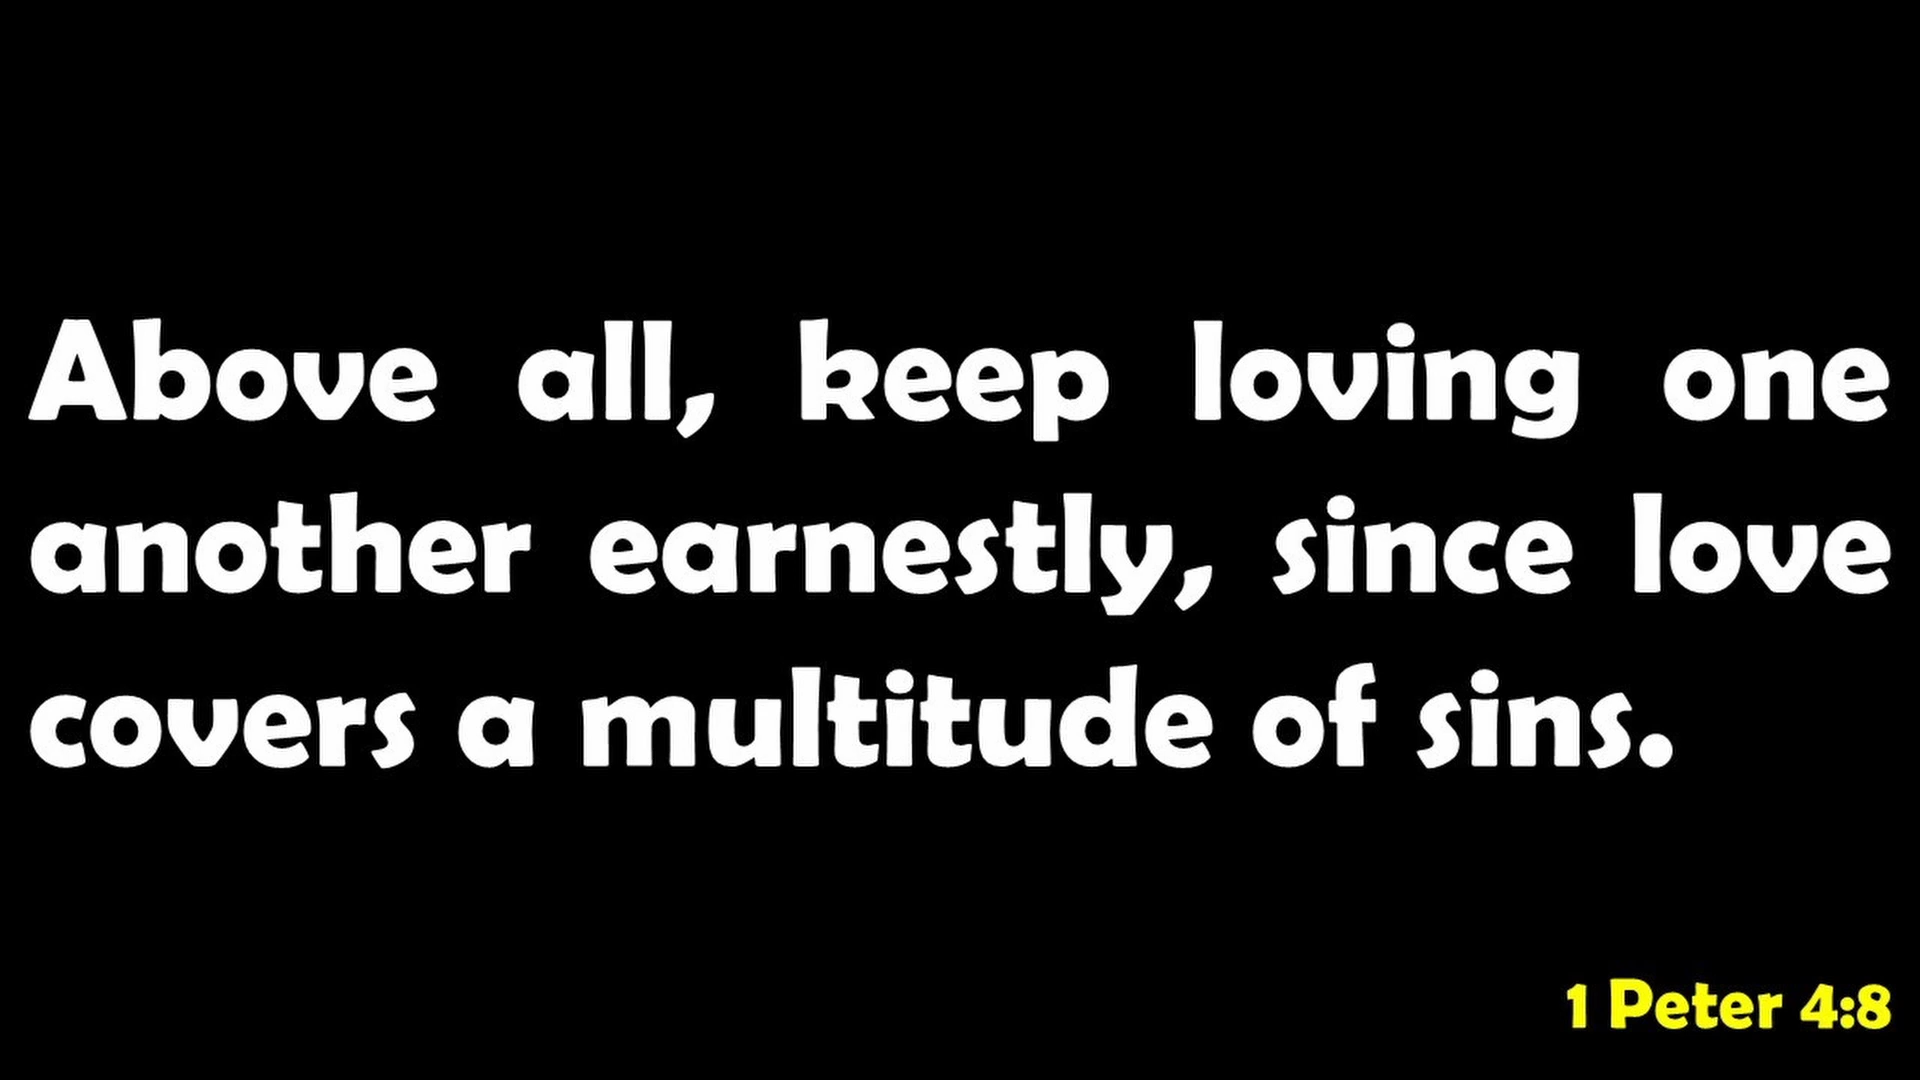 Above all, keep loving one
another earnestly, since love
covers a multitude of sins.
1 Peter 4:8